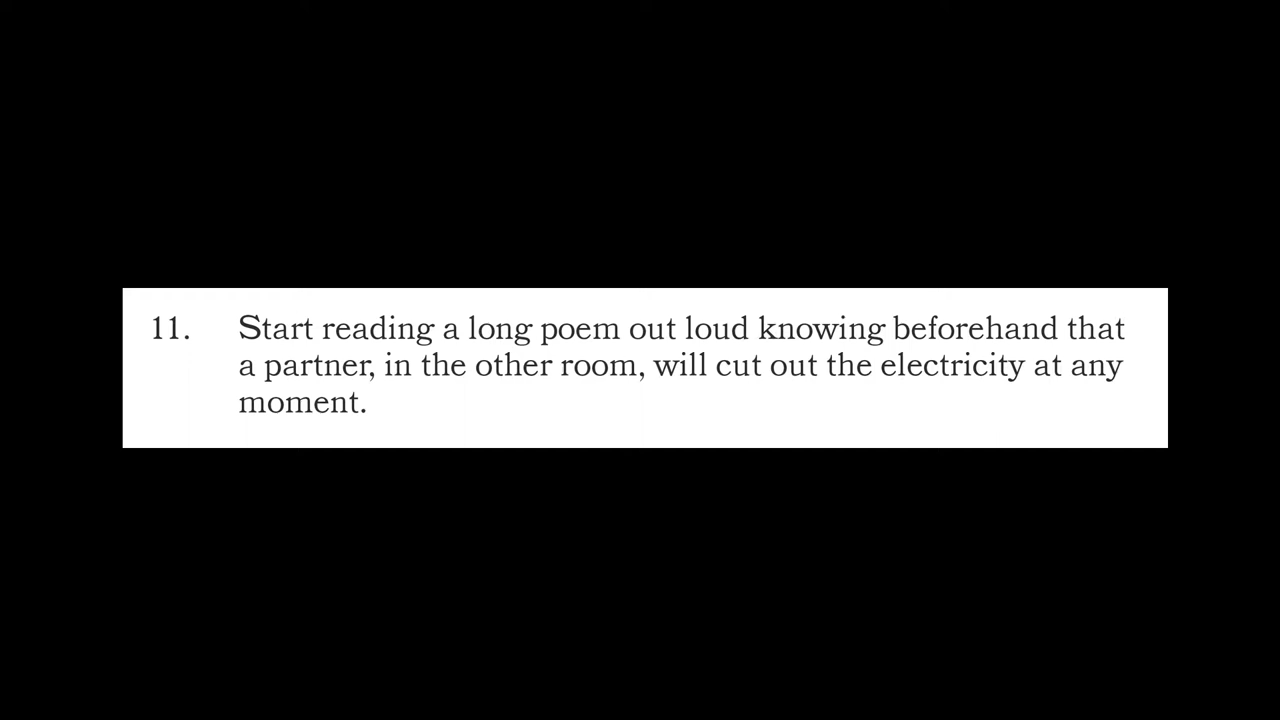 11. Start reading a long poem out loud knowing beforehand that
a partner, in the other room, will cut out the electricity at any
moment.